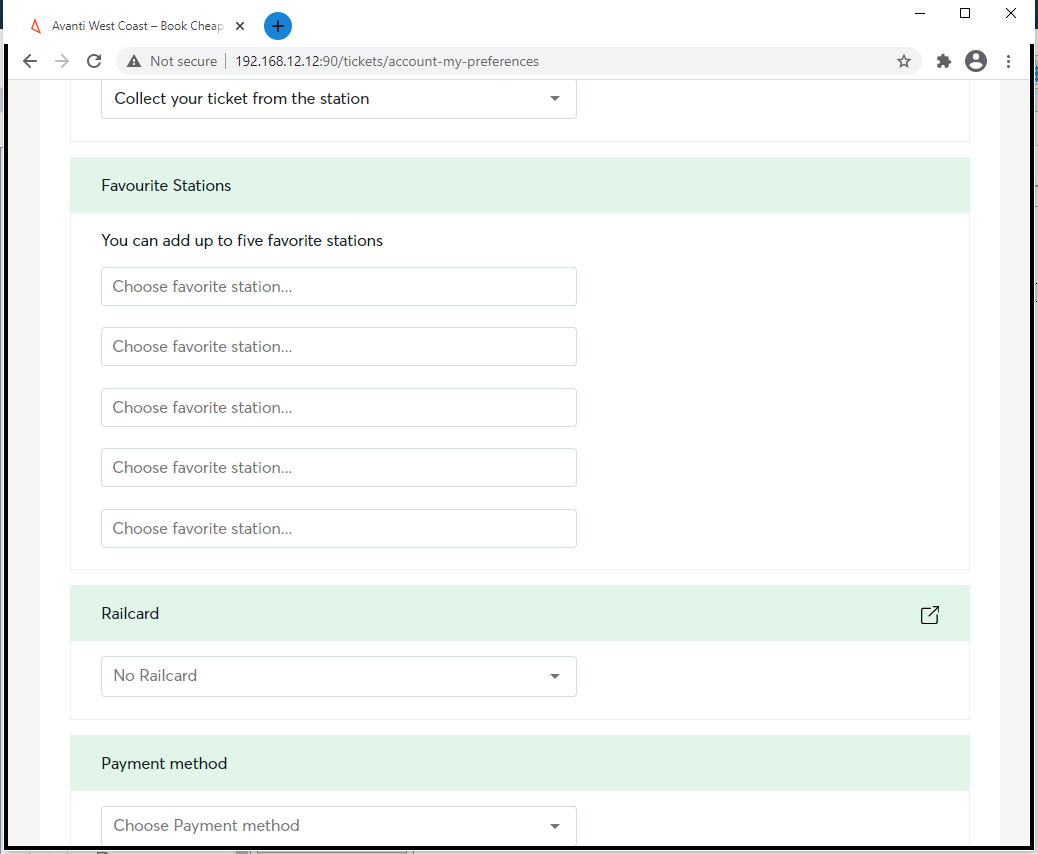 Avanti West Coast – Book Cheap
Not secure
192.168.12.12:90/tickets/account-my-preferences
Collect your ticket from the station
Favourite Stations
You can add up to five favorite stations
Choose favorite station...
Choose favorite station...
Choose favorite station...
Choose favorite station...
Choose favorite station...
Railcard
No Railcard
Payment method
Choose Payment method